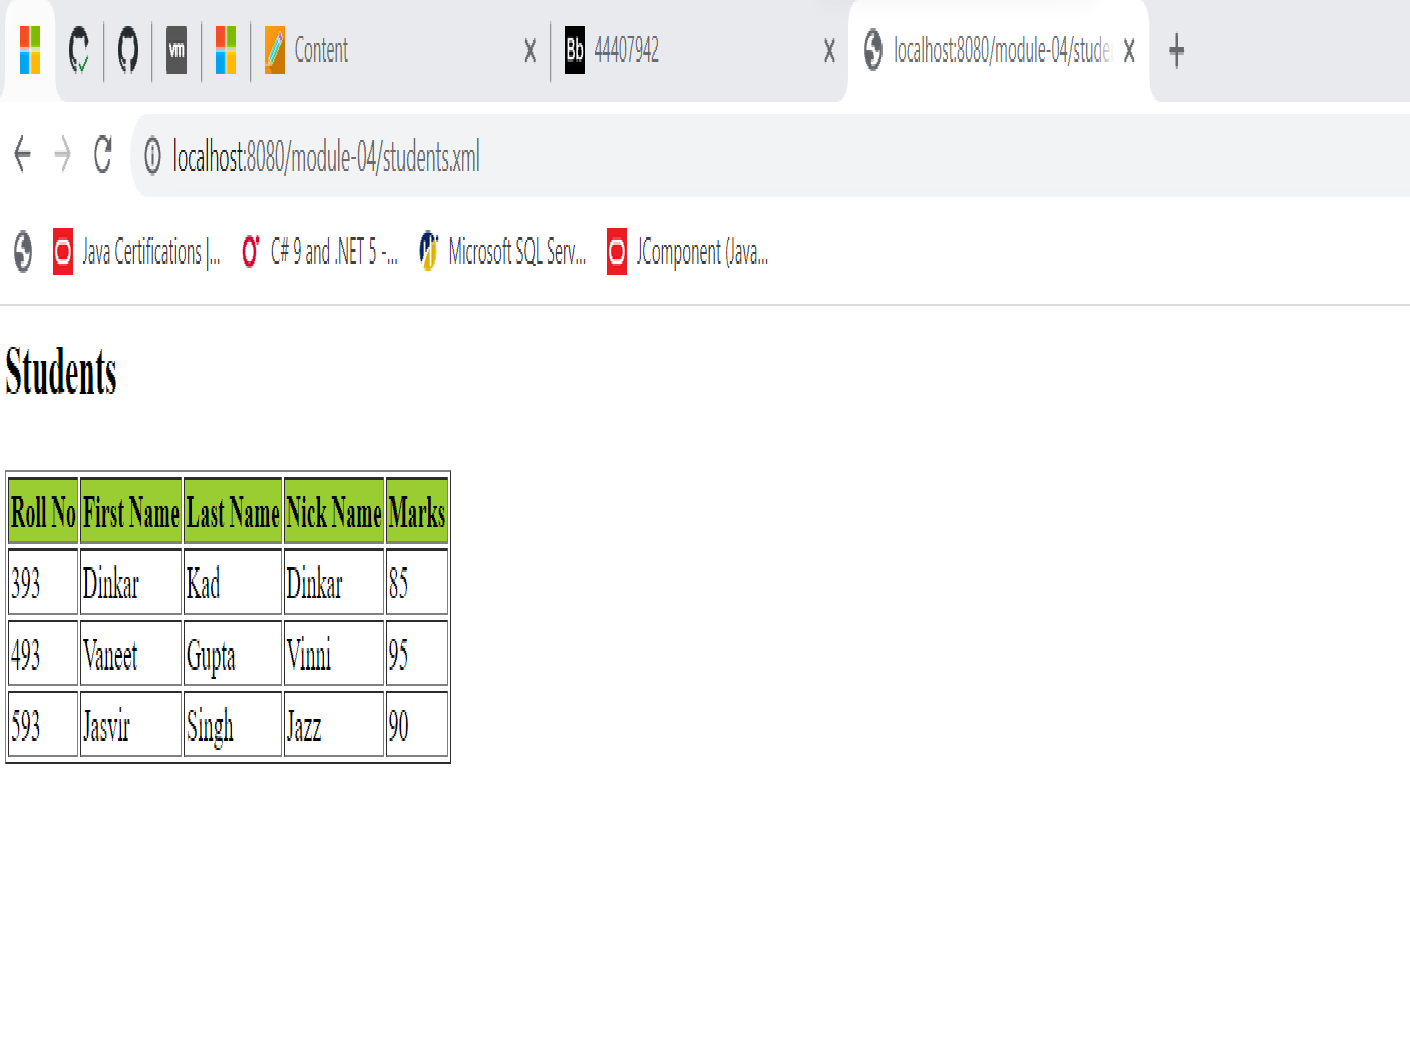 vm Content Bb 44407942 localhost:8080/module-04/stude
localhost:8080/module-04/students.xml
Java Certifications |... C# 9 and .NET 5 -... Microsoft SQL Serv... JComponent (Java...
Students
Roll No First Name Last Name Nick Name Marks
393 Dinkar Kad Dinkar 85
493 Vaneet Gupta Vinni 95
593 Jasvir Singh Jazz 90